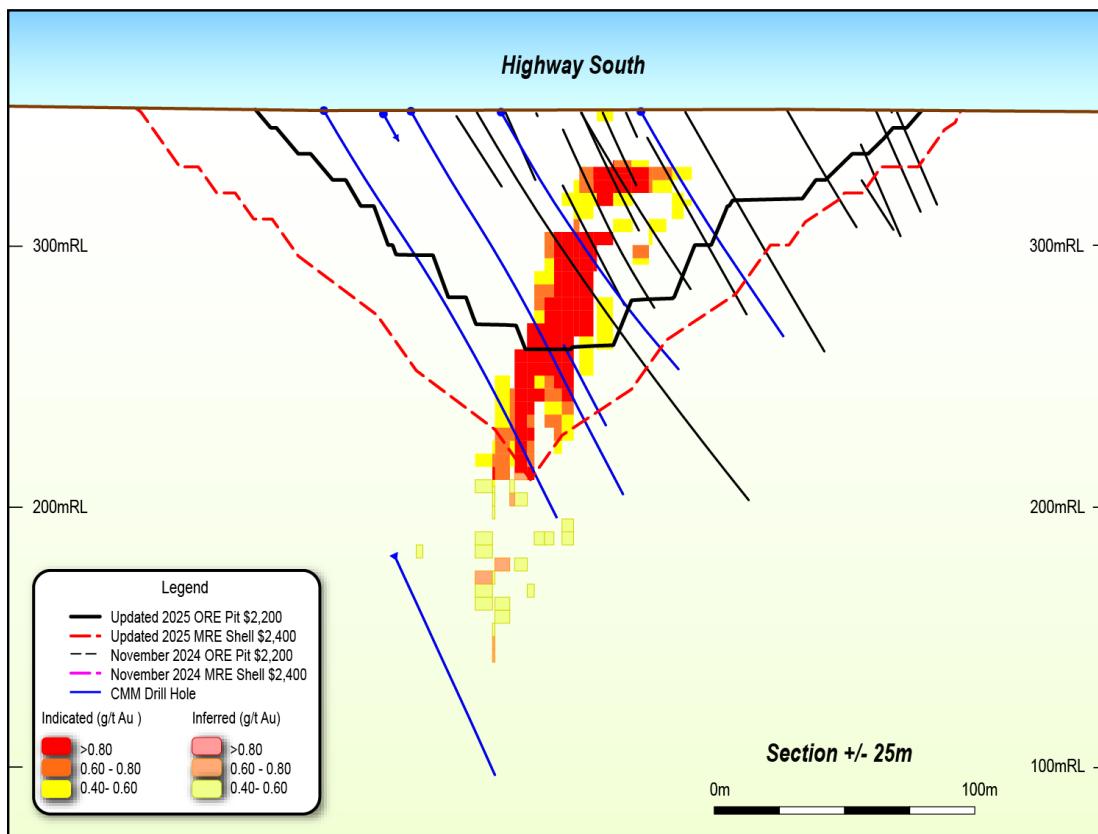 Highway South
300mRL
300mRL
200mRL
200mRL
Legend
Updated 2025 ORE Pit $2,200
Updated 2025 MRE Shell $2,400
November 2024 ORE Pit $2,200
November 2024 MRE Shell $2,400
CMM Drill Hole
Indicated (g/t Au ) Inferred (g/t Au)
>0.80 >0.80
0.60 - 0.80 0.60 - 0.80
0.40- 0.60 0.40- 0.60
Section +/- 25m
100mRL
0m 100m